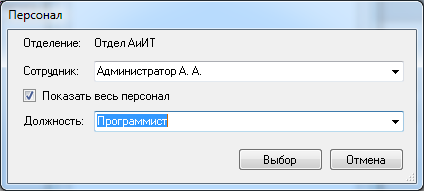 Персонал
Отделение: Отдел АиИТ
Сотрудник: Администратор А. А.
Показать весь персонал
Должность: Программист
Выбор Отмена